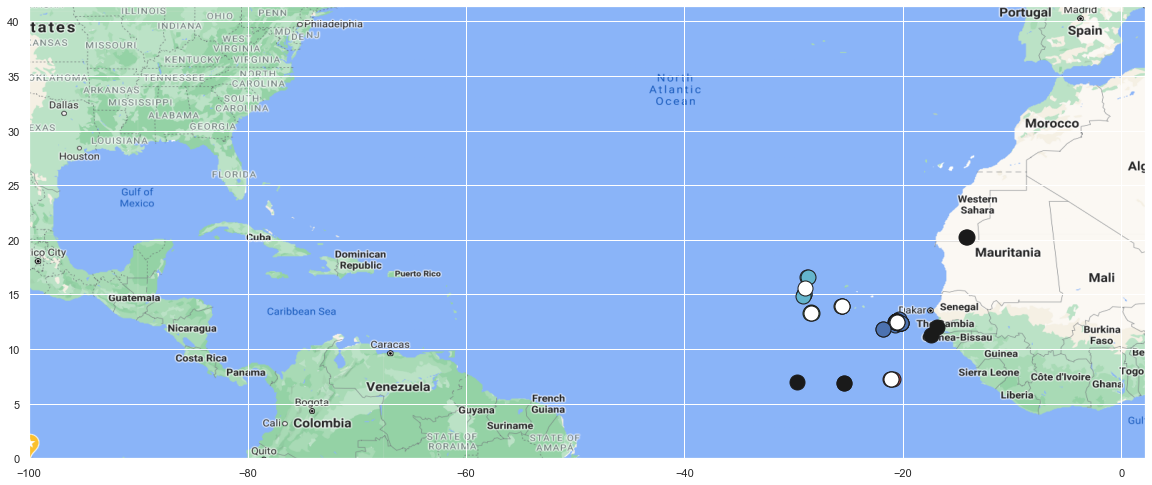 40
35
30
25
20
15
10
5
0
−100
−80
−60
−40
−20
0
tates
ILLINOIS
OHIO
PENN
Philadelphia
INDIANA
MD
DE
NJ
ANSAS
MISSOURI
WEST
VIRGINIA
KENTUCKY
VIRGINIA
OKLAHOMA
TENNESSEE
NORTH
CAROLINA
ARKANSAS
MISSISSIPPI
SOUTH
CAROLINA
Dallas
ALABAMA
GEORGIA
EXAS
LOUISIANA
Houston
FLORIDA
Gulf of
Mexico
ico City
Cuba
Dominican
Republic
Puerto Rico
Guatemala
Caribbean Sea
Nicaragua
Costa Rica
Panama
Caracas
Venezuela
Bogota
Cali
Colombia
Guyana
French
Guiana
Suriname
STATE OF
RORAIMA
STATE OF
AMAPA
Quito
North
Atlantic
Ocean
Portugal
Madrid
Spain
Morocco
Alg
Western
Sahara
Mauritania
Mali
Dakar
Senegal
The Gambia
nea-Bissau
Burkina
Faso
Guinea
Be
Sierra Leone
Côte d'Ivoire
Togo
Ghana
Liberia
Gulf